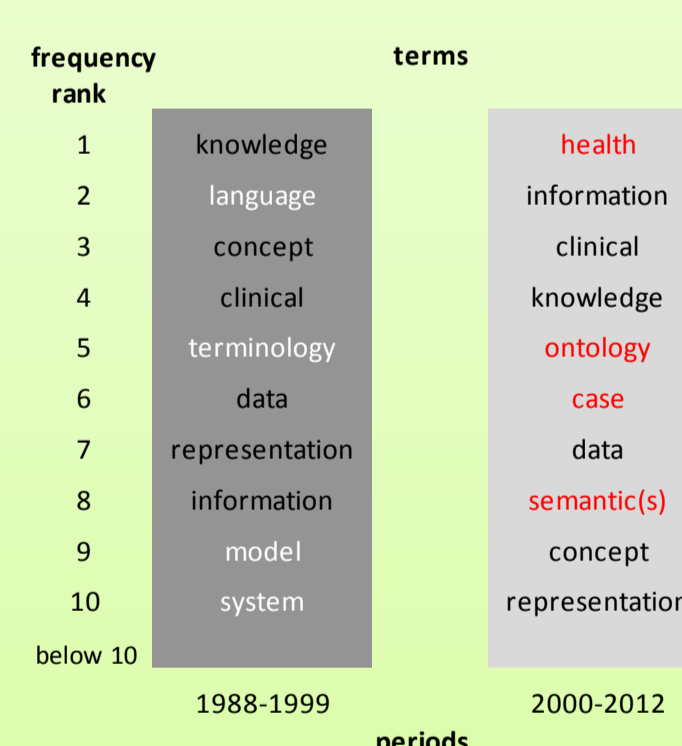 frequency terms
rank
1 knowledge health
2 language information
3 concept clinical
4 clinical knowledge
5 terminology ontology
6 data case
7 representation data
8 information semantic(s)
9 model concept
10 system representation
below 10
1988-1999 2000-2012
periods